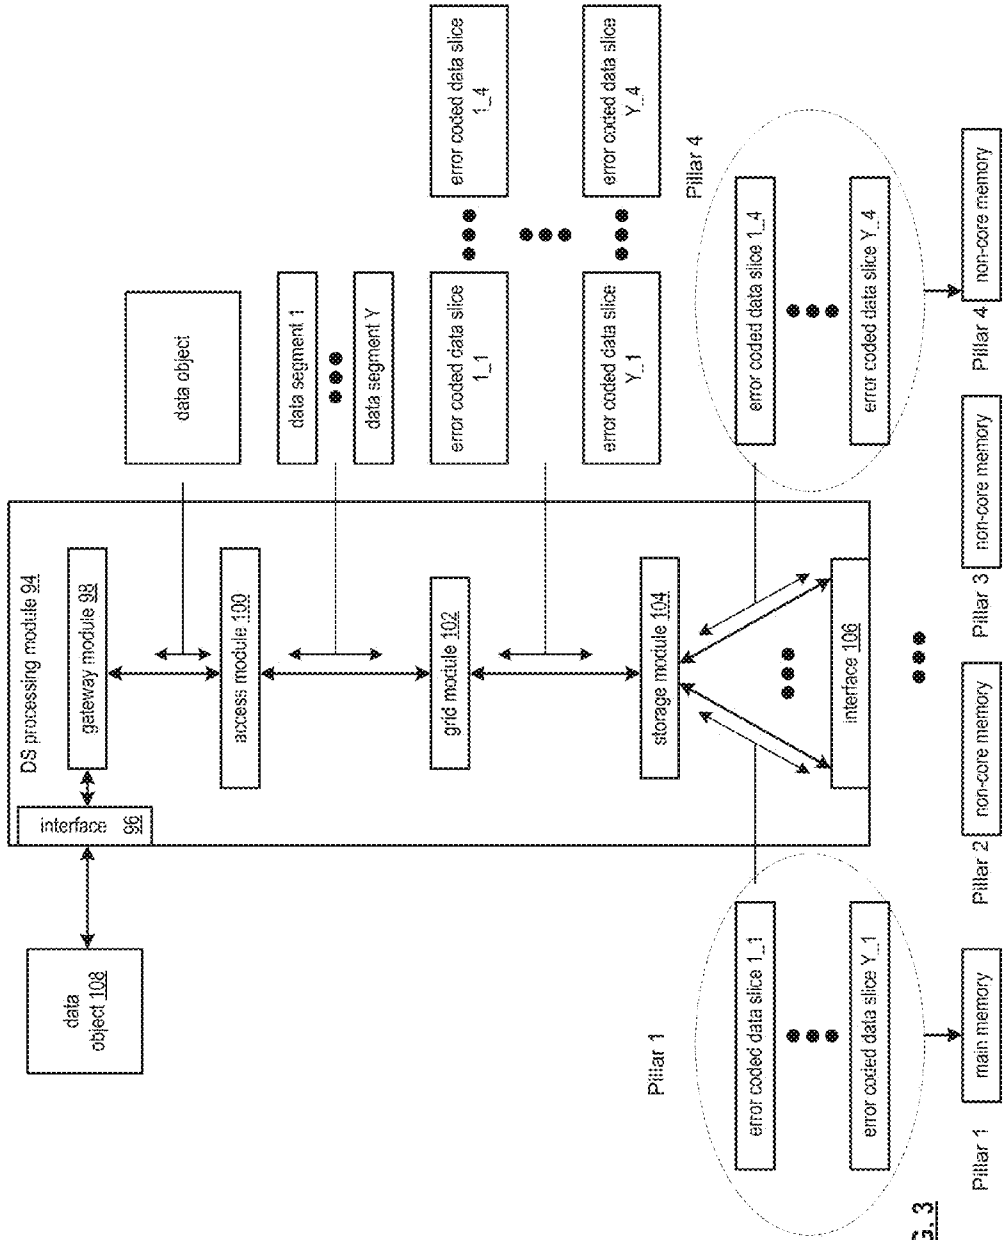 data
object 108
interface 96
DS processing module 94
gateway module 98
access module 100
grid module 102
storage module 104
interface 106
data object
data segment 1
data segment Y
error coded data slice
1_1
error coded data slice
1_4
error coded data slice
Y_1
error coded data slice
Y_4
Pillar 1
error coded data slice 1_1
error coded data slice Y_1
Pillar 4
error coded data slice 1_4
error coded data slice Y_4
Pillar 1
main memory
Pillar 2
non-core memory
Pillar 3
non-core memory
Pillar 4
non-core memory
G. 3